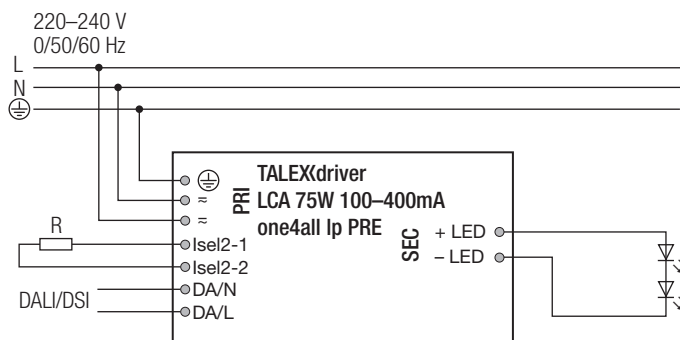 220–240 V
0/50/60 Hz
L
N
TALEXXdriver
LCA 75W 100–400mA
one4all lp PRE
PRI
≂
≂
R
Isel2-1
Isel2-2
DALI/DSI
DA/N
DA/L
SEC
+ LED
– LED